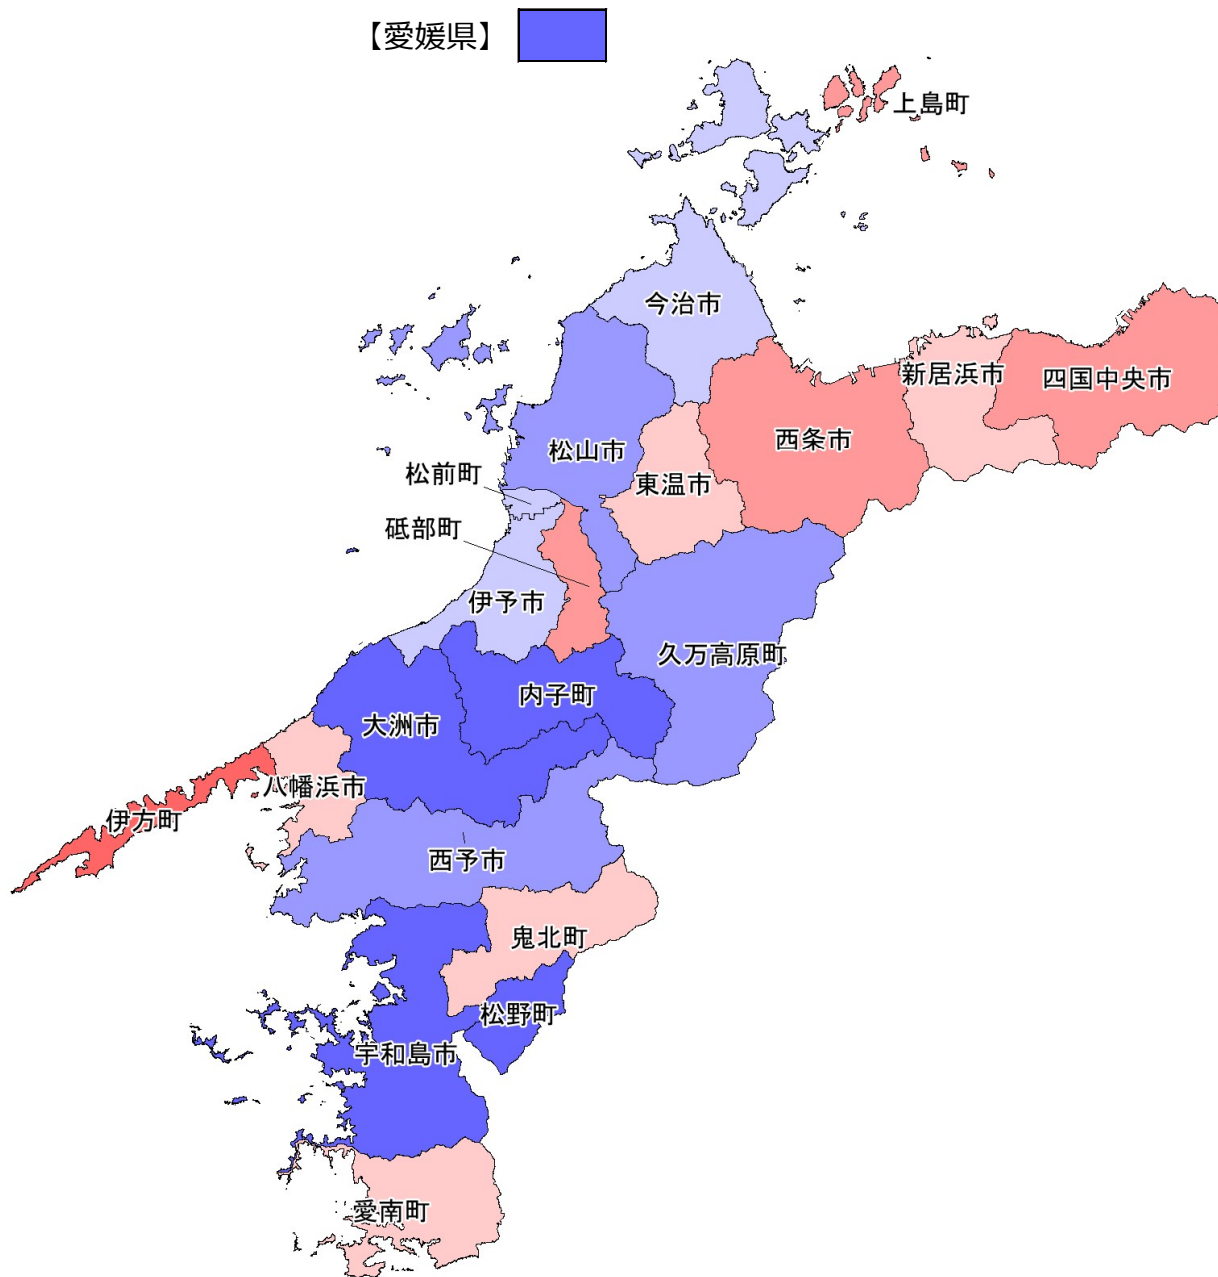 【愛媛県】
上島町
今治市
新居浜市
四国中央市
西条市
松山市
松前町
東温市
砥部町
伊予市
久万高原町
内子町
大洲市
八幡浜市
伊方町
西予市
鬼北町
松野町
宇和島市
愛南町